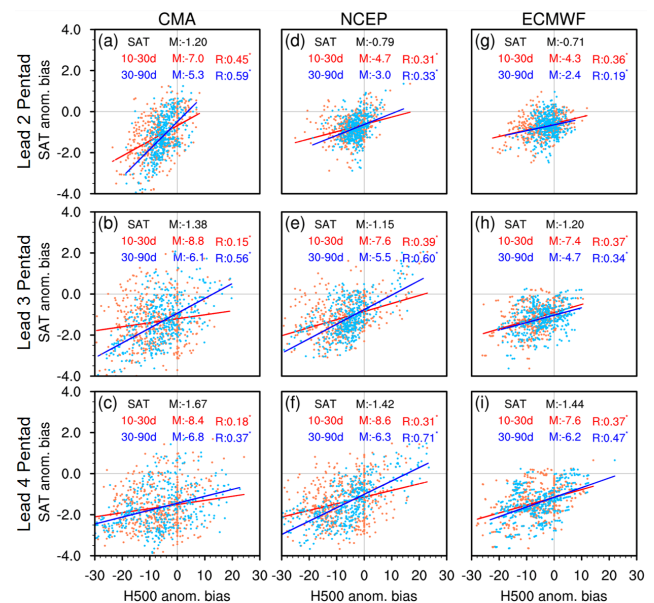 CMA NCEP ECMWF
Lead 2 Pentad
SAT anom. bias
4.0
2.0
0.0
-2.0
-4.0
(a) SAT M:-1.20
10-30d M:-7.0 R:0.45*
30-90d M:-5.3 R:0.59*
(d) SAT M:-0.79
10-30d M:-4.7 R:0.31*
30-90d M:-3.0 R:0.33*
(g) SAT M:-0.71
10-30d M:-4.3 R:0.36*
30-90d M:-2.4 R:0.19*
Lead 3 Pentad
SAT anom. bias
4.0
2.0
0.0
-2.0
-4.0
(b) SAT M:-1.38
10-30d M:-8.8 R:0.15*
30-90d M:-6.1 R:0.56*
(e) SAT M:-1.15
10-30d M:-7.6 R:0.39*
30-90d M:-5.5 R:0.60*
(h) SAT M:-1.20
10-30d M:-7.4 R:0.37*
30-90d M:-4.7 R:0.34*
Lead 4 Pentad
SAT anom. bias
4.0
2.0
0.0
-2.0
-4.0
(c) SAT M:-1.67
10-30d M:-8.4 R:0.18*
30-90d M:-6.8 R:0.37*
(f) SAT M:-1.42
10-30d M:-8.6 R:0.31*
30-90d M:-6.3 R:0.71*
(i) SAT M:-1.44
10-30d M:-7.6 R:0.37*
30-90d M:-6.2 R:0.47*
-30 -20 -10 0 10 20 30
-30 -20 -10 0 10 20 30
-30 -20 -10 0 10 20 30
H500 anom. bias
H500 anom. bias
H500 anom. bias